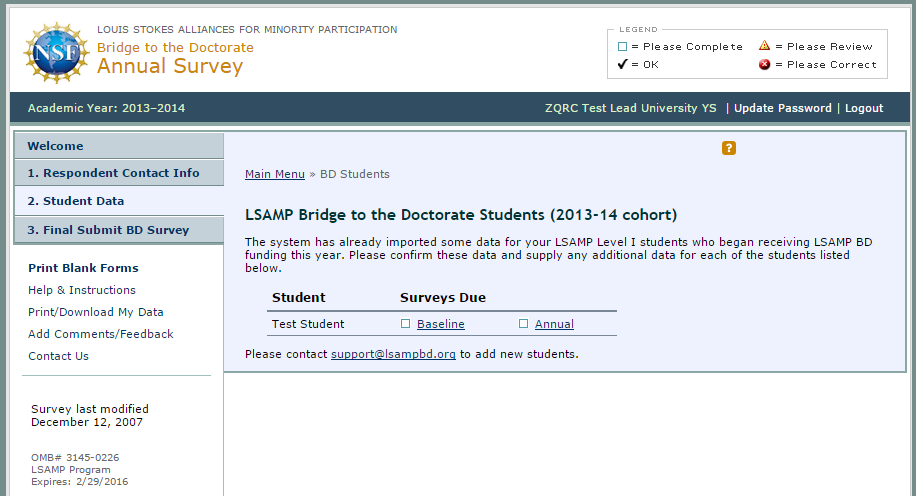 NSF
LOUIS STOKES ALLIANCES FOR MINORITY PARTICIPATION
Bridge to the Doctorate
Annual Survey
LEGEND
= Please Complete
= Please Review
= OK
= Please Correct
Academic Year: 2013–2014
ZQRC Test Lead University YS | Update Password | Logout
Welcome
1. Respondent Contact Info
2. Student Data
3. Final Submit BD Survey
Print Blank Forms
Help & Instructions
Print/Download My Data
Add Comments/Feedback
Contact Us
Survey last modified
December 12, 2007
OMB# 3145-0226
LSAMP Program
Expires: 2/29/2016
?
Main Menu » BD Students
LSAMP Bridge to the Doctorate Students (2013-14 cohort)
The system has already imported some data for your LSAMP Level I students who began receiving LSAMP BD
funding this year. Please confirm these data and supply any additional data for each of the students listed
below.
Student Surveys Due
Test Student Baseline Annual
Please contact support@lsampbd.org to add new students.